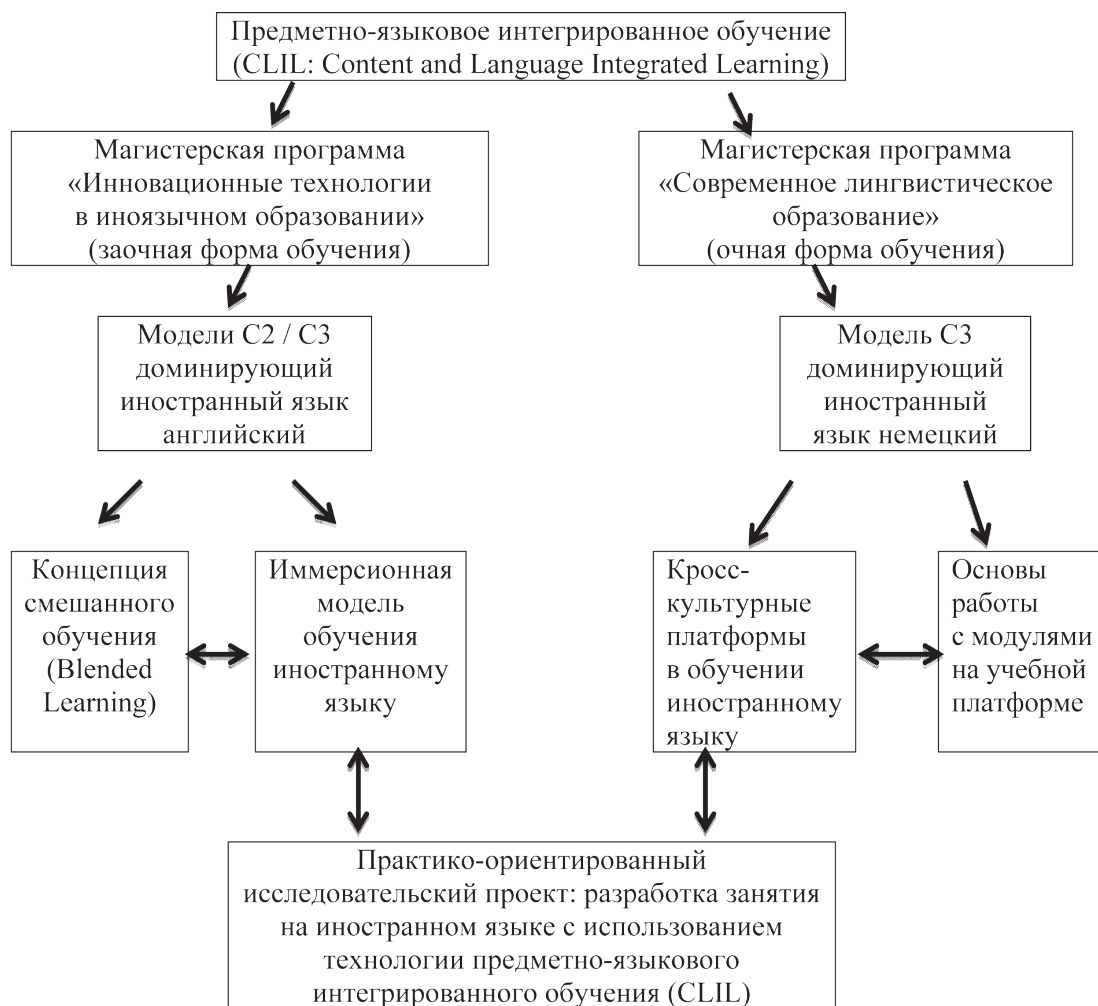 Предметно-языковое интегрированное обучение
(CLIL: Content and Language Integrated Learning)
Магистерская программа
«Инновационные технологии
в иноязычном образовании»
(заочная форма обучения)
Магистерская программа
«Современное лингвистическое
образование»
(очная форма обучения)
Модели С2 / С3
доминирующий
иностранный язык
английский
Модель С3
доминирующий
иностранный
язык немецкий
Концепция
смешанного
обучения
(Blended
Learning)
Иммерсионная
модель
обучения
иностранному
языку
Кросс-
культурные
платформы
в обучении
иностранному
языку
Основы
работы
с модулями
на учебной
платформе
Практико-ориентированный
исследовательский проект: разработка занятия
на иностранном языке с использованием
технологии предметно-языкового
интегрированного обучения (CLIL)